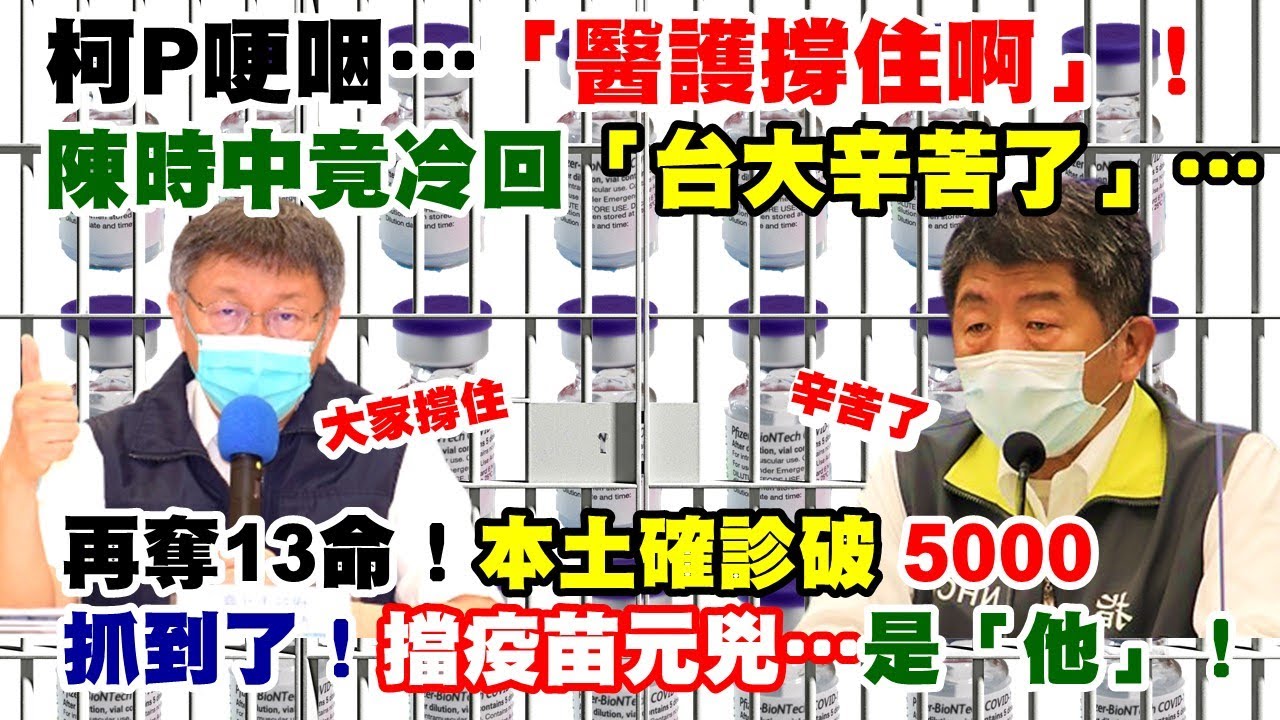 柯P哽咽…「醫護撐住啊」！
陳時中竟冷回「台大辛苦了」…
大家撐住
辛苦了
再奪13命！本土確診破 5000
抓到了！擋疫苗元兇…是「他」！